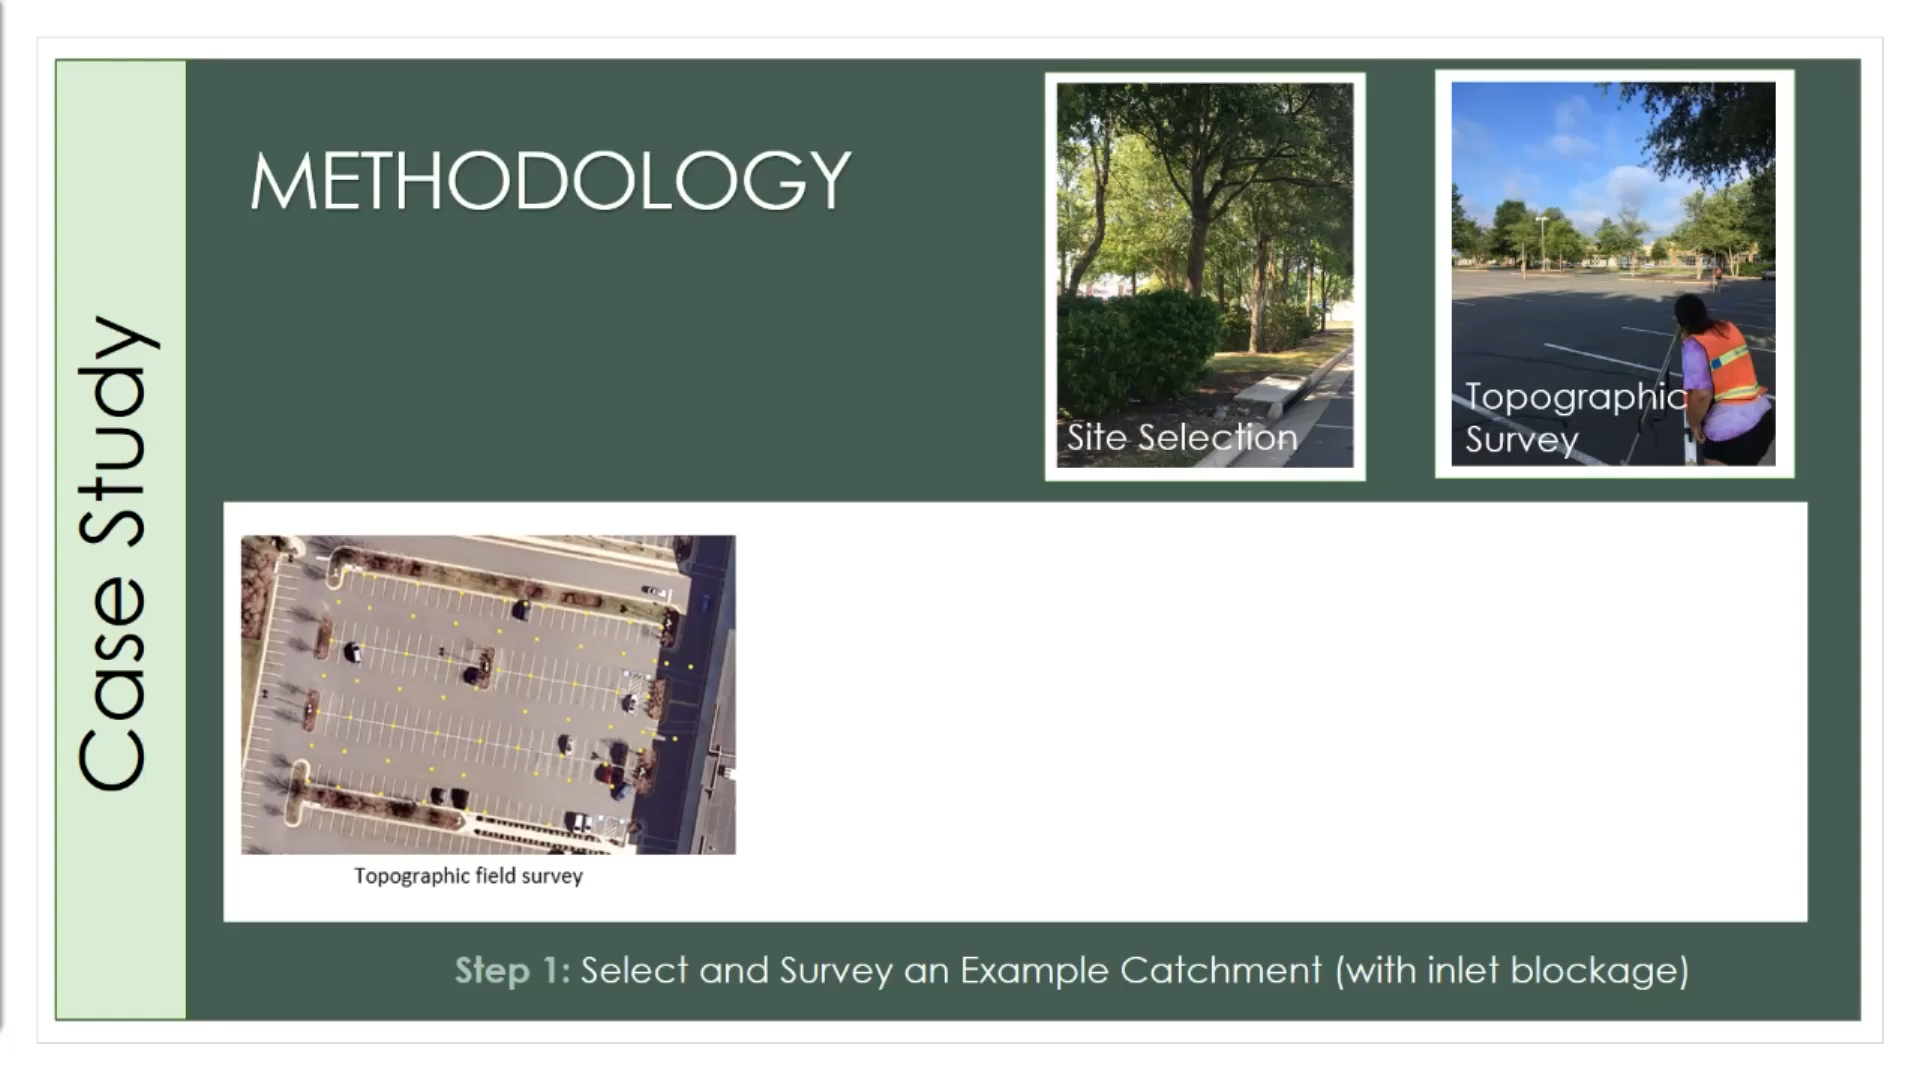 Case Study
METHODOLOGY
Site Selection
Topographic
Survey
Topographic field survey
Step 1: Select and Survey an Example Catchment (with inlet blockage)